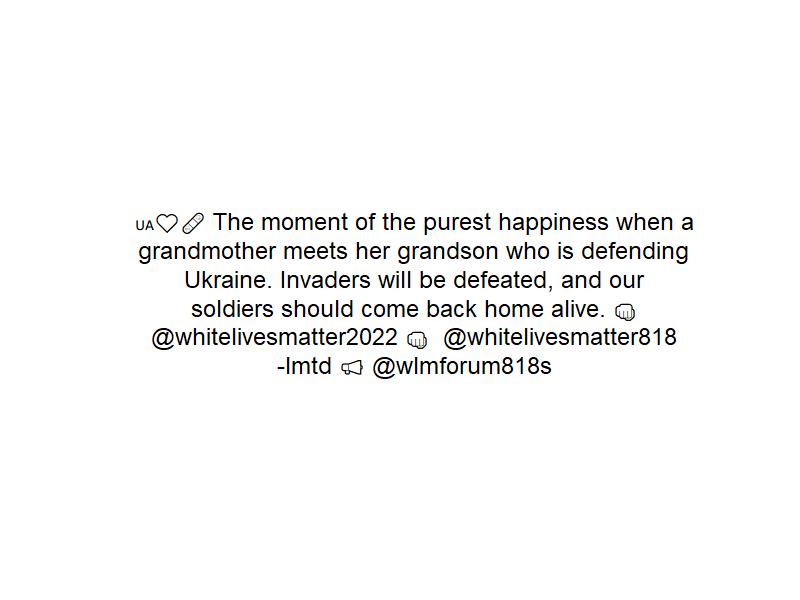 🇺🇦♡🩹 The moment of the purest happiness when a
grandmother meets her grandson who is defending
Ukraine. Invaders will be defeated, and our
soldiers should come back home alive. 👊
@whitelivesmatter2022 👊 @whitelivesmatter818
-lmtd 📢 @wlmforum818s